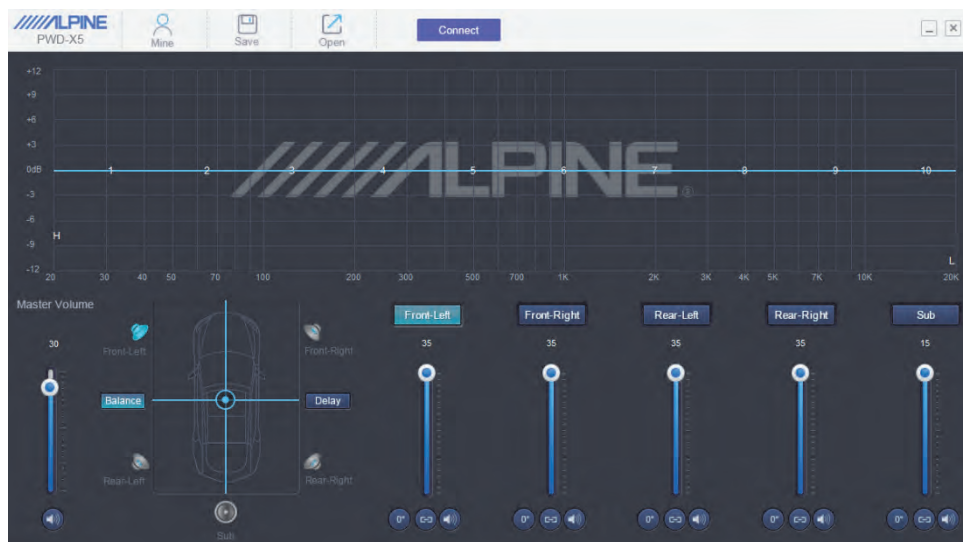 ALPINE
PWD-X5
Mine
Save
Open
Connect
+12
+9
+6
+3
0dB
-3
-6
-9
-12
1 2 3 4 5 6 7 8 9 10
ALPINE®
H
L
20 30 40 50 70 100 200 300 500 700 1K 2K 3K 4K 5K 7K 10K 20K
Master Volume
30
Front-Left
Front-Right
Balance
Delay
Rear-Left
Rear-Right
Sub
Front-Left Front-Right Rear-Left Rear-Right Sub
35 35 35 35 15
0° 0° 0° 0° 0°